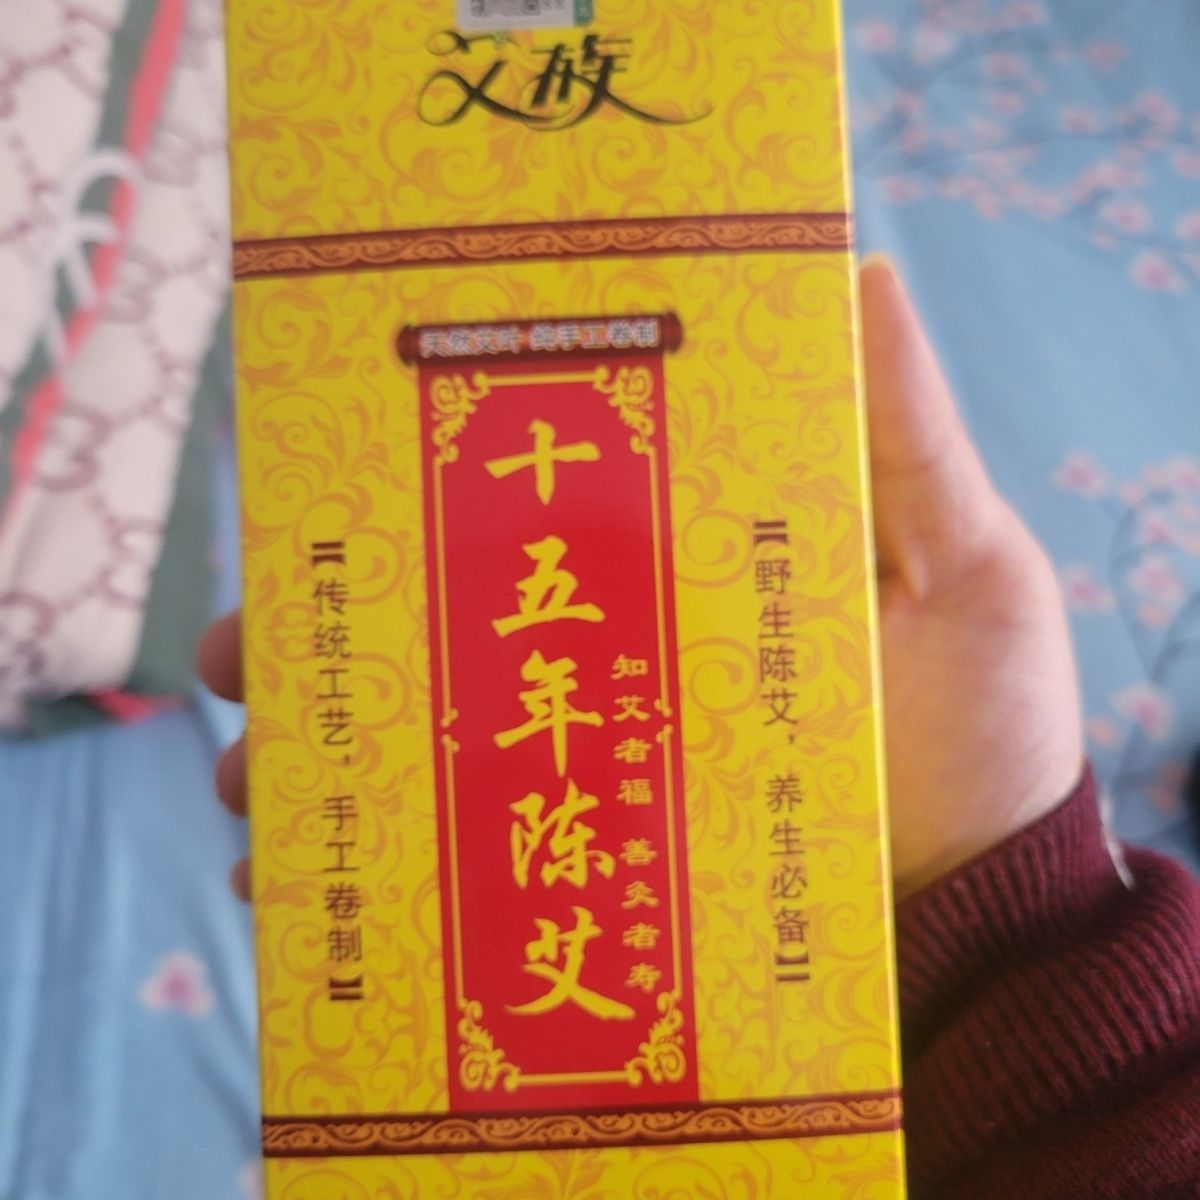 艾族
天然艾叶 纯手工卷制
十五年陈艾
知艾者福 善灸者寿
【野生陈艾，养生必备】
【传统工艺，手工卷制】